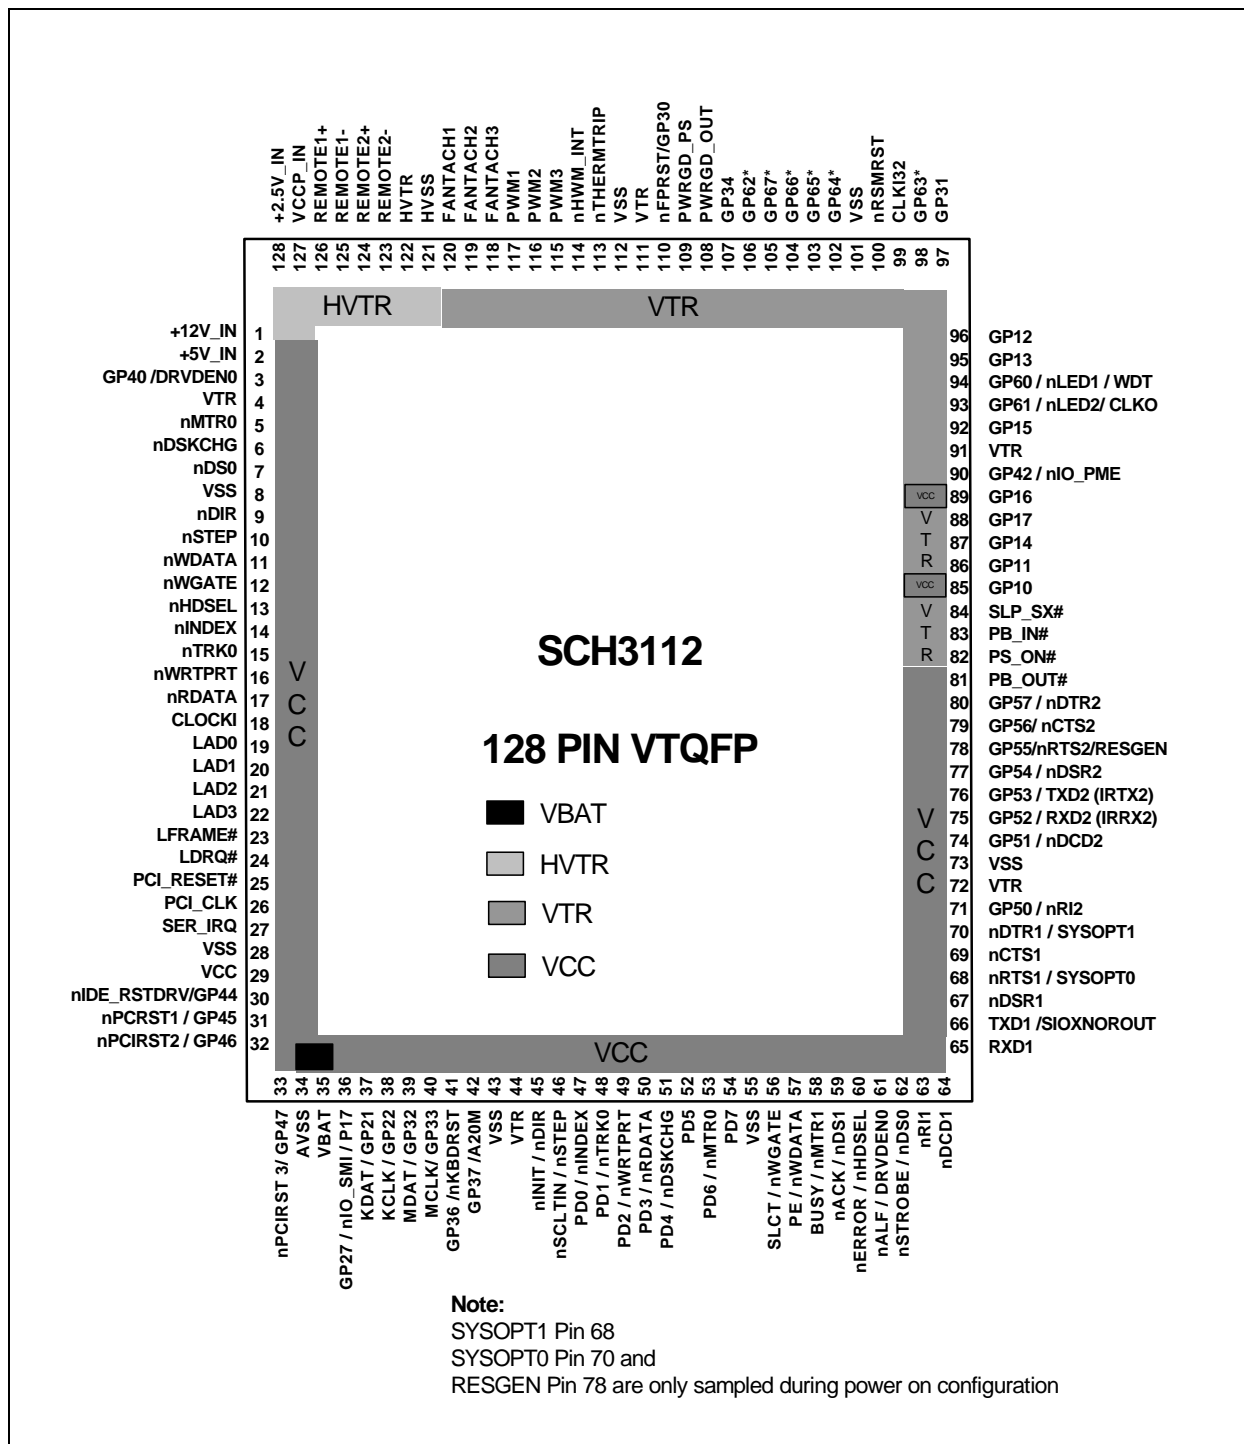 +2.5V_IN
VCCP_IN
REMOTE1+
REMOTE1-
REMOTE2+
REMOTE2-
HVTR
HVSS
FANTACH1
FANTACH2
FANTACH3
PWM1
PWM2
PWM3
nHWM_INT
nTHERMTRIP
VSS
VTR
nFPRST/GP30
PWRGD_PS
PWRGD_OUT
GP34
GP62*
GP67*
GP66*
GP65*
GP64*
VSS
nRSMRST
CLKI32
GP63*
GP31
128
127
126
125
124
123
122
121
120
119
118
117
116
115
114
113
112
111
110
109
108
107
106
105
104
103
102
101
100
99
98
97
HVTR
VTR
+12V_IN 1
+5V_IN 2
GP40 /DRVDEN0 3
VTR 4
nMTR0 5
nDSKCHG 6
nDS0 7
VSS 8
nDIR 9
nSTEP 10
nWDATA 11
nWGATE 12
nHDSEL 13
nINDEX 14
nTRK0 15
nWRTPRT 16
nRDATA 17
CLOCKI 18
LAD0 19
LAD1 20
LAD2 21
LAD3 22
LFRAME# 23
LDRQ# 24
PCI_RESET# 25
PCI_CLK 26
SER_IRQ 27
VSS 28
VCC 29
nIDE_RSTDRV/GP44 30
nPCRST1 / GP45 31
nPCIRST2 / GP46 32
V
C
C
SCH3112
128 PIN VTQFP
VBAT
HVTR
VTR
VCC
96 GP12
95 GP13
94 GP60 / nLED1 / WDT
93 GP61 / nLED2/ CLKO
92 GP15
91 VTR
90 GP42 / nIO_PME
VCC 89 GP16
V 88 GP17
T 87 GP14
R 86 GP11
VCC 85 GP10
V 84 SLP_SX#
T 83 PB_IN#
R 82 PS_ON#
81 PB_OUT#
80 GP57 / nDTR2
79 GP56/ nCTS2
78 GP55/nRTS2/RESGEN
77 GP54 / nDSR2
76 GP53 / TXD2 (IRTX2)
75 GP52 / RXD2 (IRRX2)
74 GP51 / nDCD2
73 VSS
72 VTR
71 GP50 / nRI2
70 nDTR1 / SYSOPT1
69 nCTS1
68 nRTS1 / SYSOPT0
67 nDSR1
66 TXD1 /SIOXNOROUT
65 RXD1
V
C
C
VCC
33
34
35
36
37
38
39
40
41
42
43
44
45
46
47
48
49
50
51
52
53
54
55
56
57
58
59
60
61
62
63
64
nPCIRST 3/ GP47
AVSS
VBAT
GP27 / nIO_SMI / P17
KDAT / GP21
KCLK / GP22
MDAT / GP32
MCLK/ GP33
GP36 /nKBDRST
GP37 /A20M
VSS
VTR
nINIT / nDIR
nSCLTIN / nSTEP
PD0 / nINDEX
PD1 / nTRK0
PD2 / nWRTPRT
PD3 / nRDATA
PD4 / nDSKCHG
PD5
PD6 / nMTR0
PD7
VSS
SLCT / nWGATE
PE / nWDATA
BUSY / nMTR1
nACK / nDS1
nERROR / nHDSEL
nALF / DRVDEN0
nSTROBE / nDS0
nRI1
nDCD1
Note:
SYSOPT1 Pin 68
SYSOPT0 Pin 70 and
RESGEN Pin 78 are only sampled during power on configuration